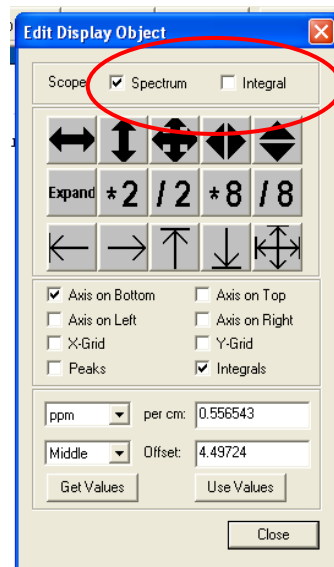 Edit Display Object
Scope Spectrum Integral
Expand *2 /2 *8 /8
Axis on Bottom Axis on Top
Axis on Left Axis on Right
X-Grid Y-Grid
Peaks Integrals
ppm per cm: 0.556543
Middle Offset: 4.49724
Get Values Use Values
Close